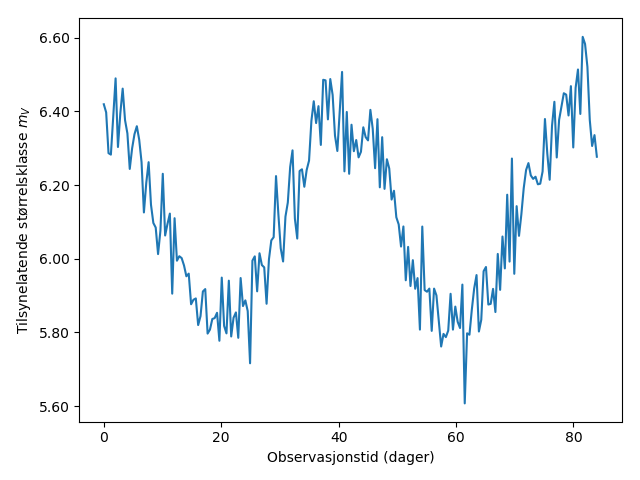 6.60
6.40
6.20
6.00
5.80
5.60
Tilsynelatende størrelsklasse $m_V$
0 20 40 60 80
Observasjonstid (dager)